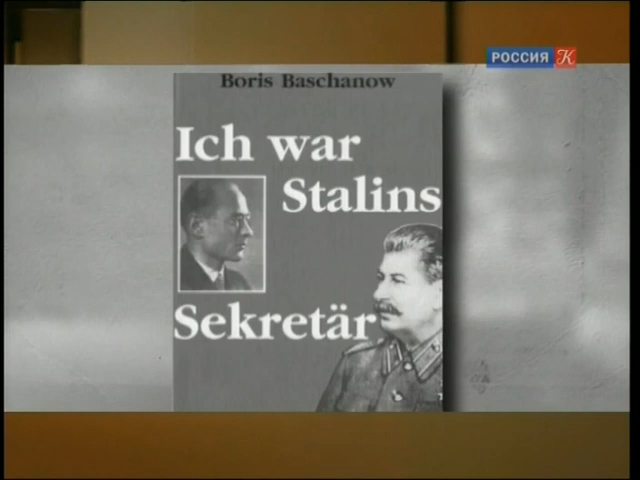 РОССИЯ К
Boris Baschanow
Ich war
Stalins
Sekretär